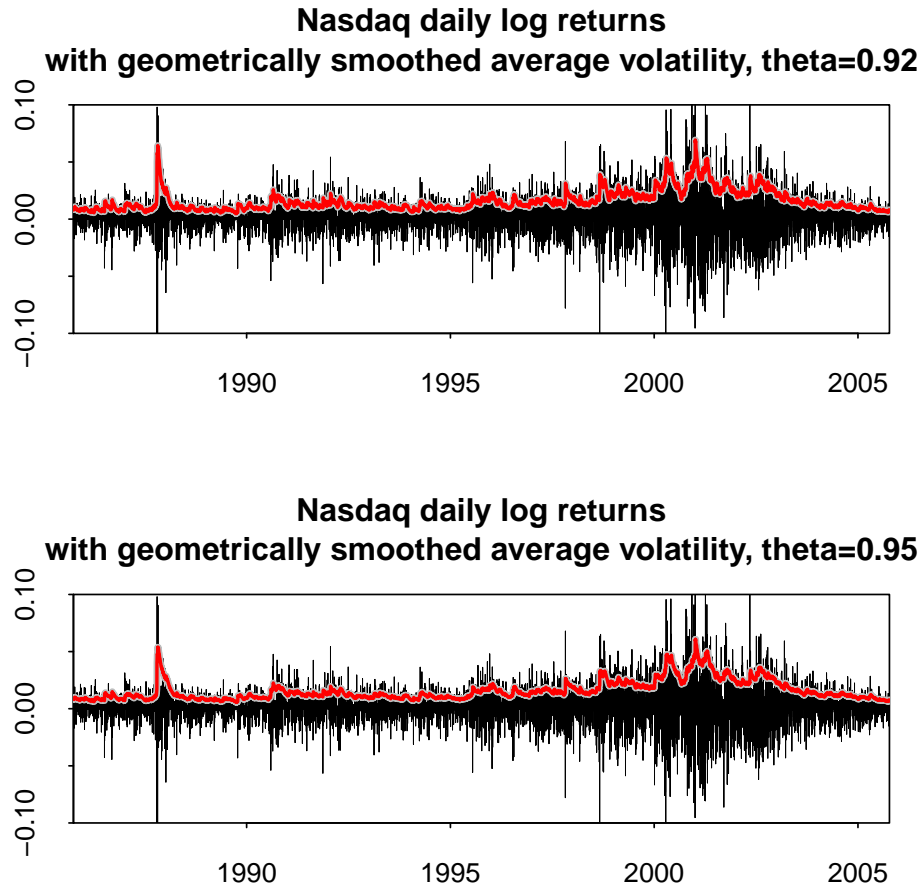 Nasdaq daily log returns
with geometrically smoothed average volatility, theta=0.92
0.10
0.00
−0.10
1990 1995 2000 2005
Nasdaq daily log returns
with geometrically smoothed average volatility, theta=0.95
0.10
0.00
−0.10
1990 1995 2000 2005